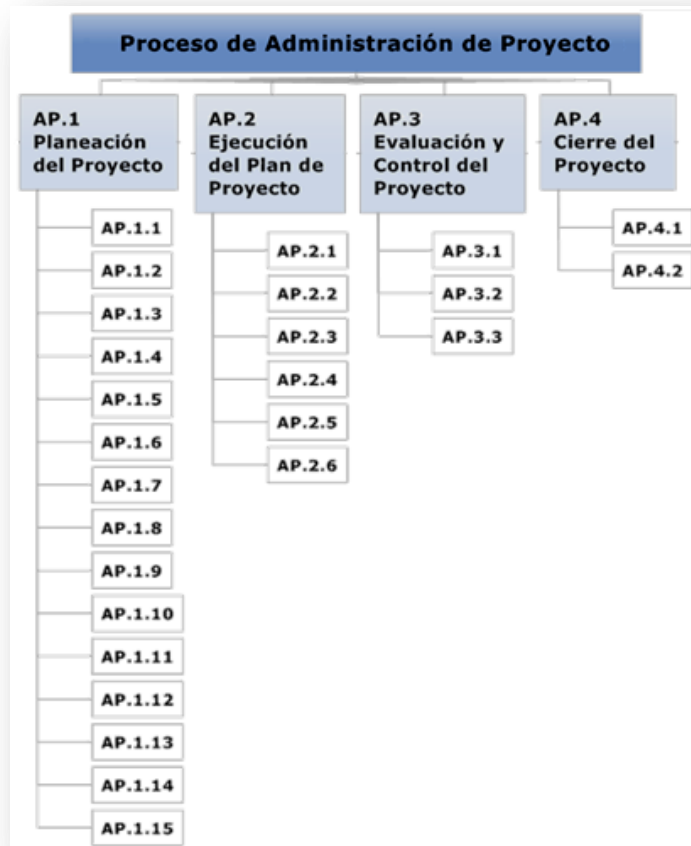 Proceso de Administración de Proyecto
AP.1
Planeación
del Proyecto
AP.1.1
AP.1.2
AP.1.3
AP.1.4
AP.1.5
AP.1.6
AP.1.7
AP.1.8
AP.1.9
AP.1.10
AP.1.11
AP.1.12
AP.1.13
AP.1.14
AP.1.15
AP.2
Ejecución
del Plan de
Proyecto
AP.2.1
AP.2.2
AP.2.3
AP.2.4
AP.2.5
AP.2.6
AP.3
Evaluación y
Control del
Proyecto
AP.3.1
AP.3.2
AP.3.3
AP.4
Cierre del
Proyecto
AP.4.1
AP.4.2